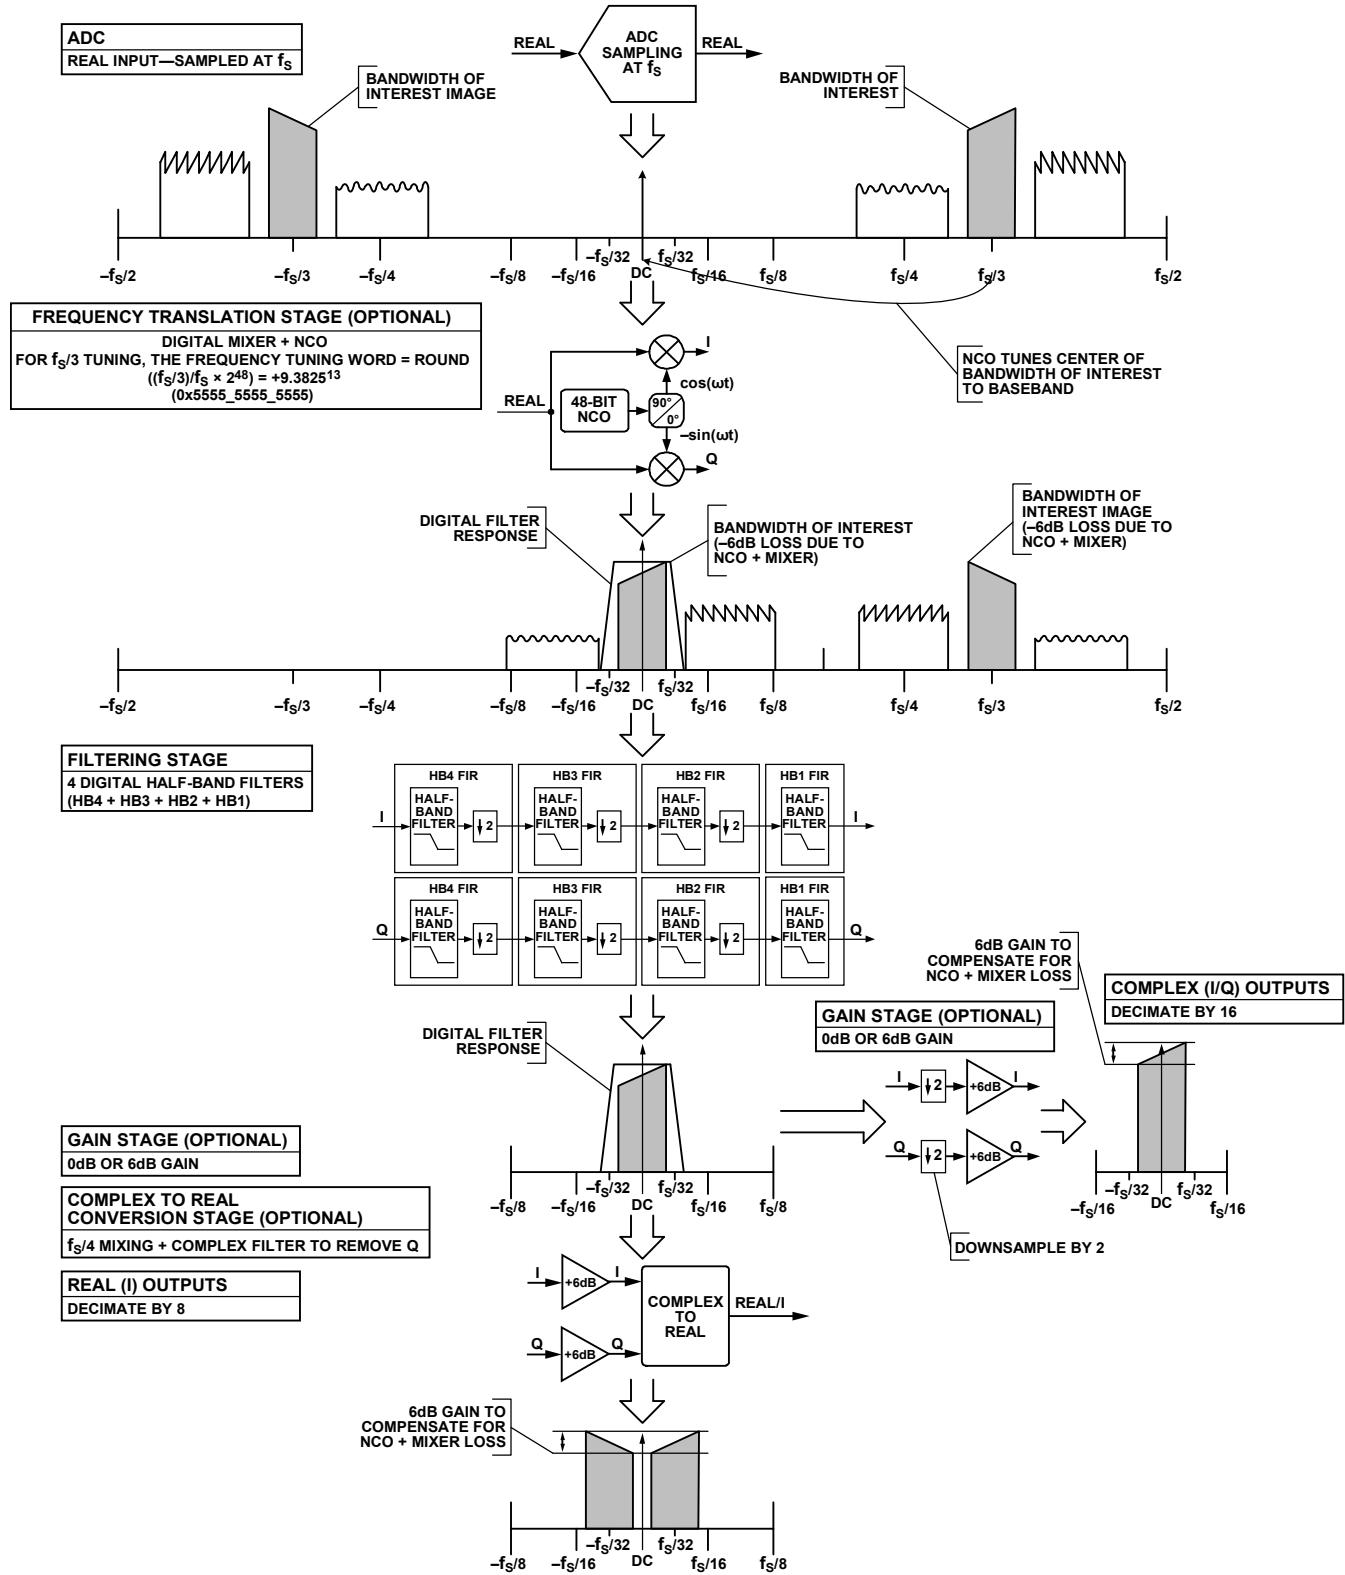 ADC
REAL INPUT—SAMPLED AT fS
REAL
ADC
SAMPLING
AT fS
REAL
BANDWIDTH OF
INTEREST IMAGE
BANDWIDTH OF
INTEREST
–fS/2
–fS/3
–fS/4
–fS/8
–fS/16
–fS/32
DC
fS/32
fS/16
fS/8
fS/4
fS/3
fS/2
FREQUENCY TRANSLATION STAGE (OPTIONAL)
DIGITAL MIXER + NCO
FOR fS/3 TUNING, THE FREQUENCY TUNING WORD = ROUND
((fS/3)/fS × 2^48) = +9.3825^13
(0x5555_5555_5555)
NCO TUNES CENTER OF
BANDWIDTH OF INTEREST
TO BASEBAND
REAL
48-BIT
NCO
90°
0°
I
cos(ωt)
–sin(ωt)
Q
DIGITAL FILTER
RESPONSE
BANDWIDTH OF INTEREST
(–6dB LOSS DUE TO
NCO + MIXER)
BANDWIDTH OF
INTEREST IMAGE
(–6dB LOSS DUE TO
NCO + MIXER)
–fS/2
–fS/3
–fS/4
–fS/8
–fS/16
–fS/32
DC
fS/32
fS/16
fS/8
fS/4
fS/3
fS/2
FILTERING STAGE
4 DIGITAL HALF-BAND FILTERS
(HB4 + HB3 + HB2 + HB1)
HB4 FIR
HB3 FIR
HB2 FIR
HB1 FIR
I
HALF-
BAND
FILTER
2
HALF-
BAND
FILTER
2
HALF-
BAND
FILTER
2
HALF-
BAND
FILTER
I
HB4 FIR
HB3 FIR
HB2 FIR
HB1 FIR
Q
HALF-
BAND
FILTER
2
HALF-
BAND
FILTER
2
HALF-
BAND
FILTER
2
HALF-
BAND
FILTER
Q
6dB GAIN TO
COMPENSATE FOR
NCO + MIXER LOSS
COMPLEX (I/Q) OUTPUTS
DECIMATE BY 16
GAIN STAGE (OPTIONAL)
0dB OR 6dB GAIN
DIGITAL FILTER
RESPONSE
I
2
+6dB
I
Q
2
+6dB
Q
DOWNSAMPLE BY 2
–fS/16
–fS/32
DC
fS/32
fS/16
–fS/8
–fS/16
–fS/32
DC
fS/32
fS/16
fS/8
GAIN STAGE (OPTIONAL)
0dB OR 6dB GAIN
COMPLEX TO REAL
CONVERSION STAGE (OPTIONAL)
fS/4 MIXING + COMPLEX FILTER TO REMOVE Q
REAL (I) OUTPUTS
DECIMATE BY 8
I
+6dB
I
Q
+6dB
Q
COMPLEX
TO
REAL
REAL/I
6dB GAIN TO
COMPENSATE FOR
NCO + MIXER LOSS
–fS/8
–fS/16
–fS/32
DC
fS/32
fS/16
fS/8